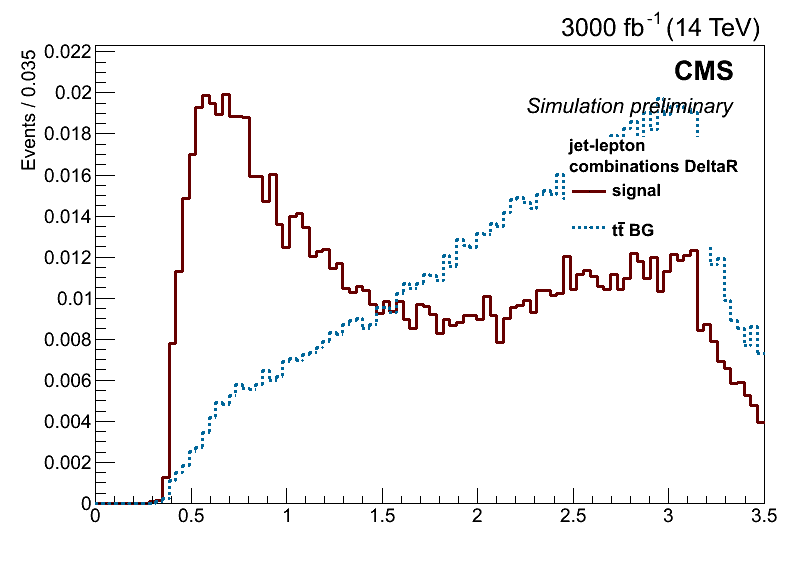 3000 fb-1 (14 TeV)
Events / 0.035
0.022
0.02
0.018
0.016
0.014
0.012
0.01
0.008
0.006
0.004
0.002
0
CMS
Simulation preliminary
jet-lepton
combinations DeltaR
signal
tt̄ BG
0 0.5 1 1.5 2 2.5 3 3.5